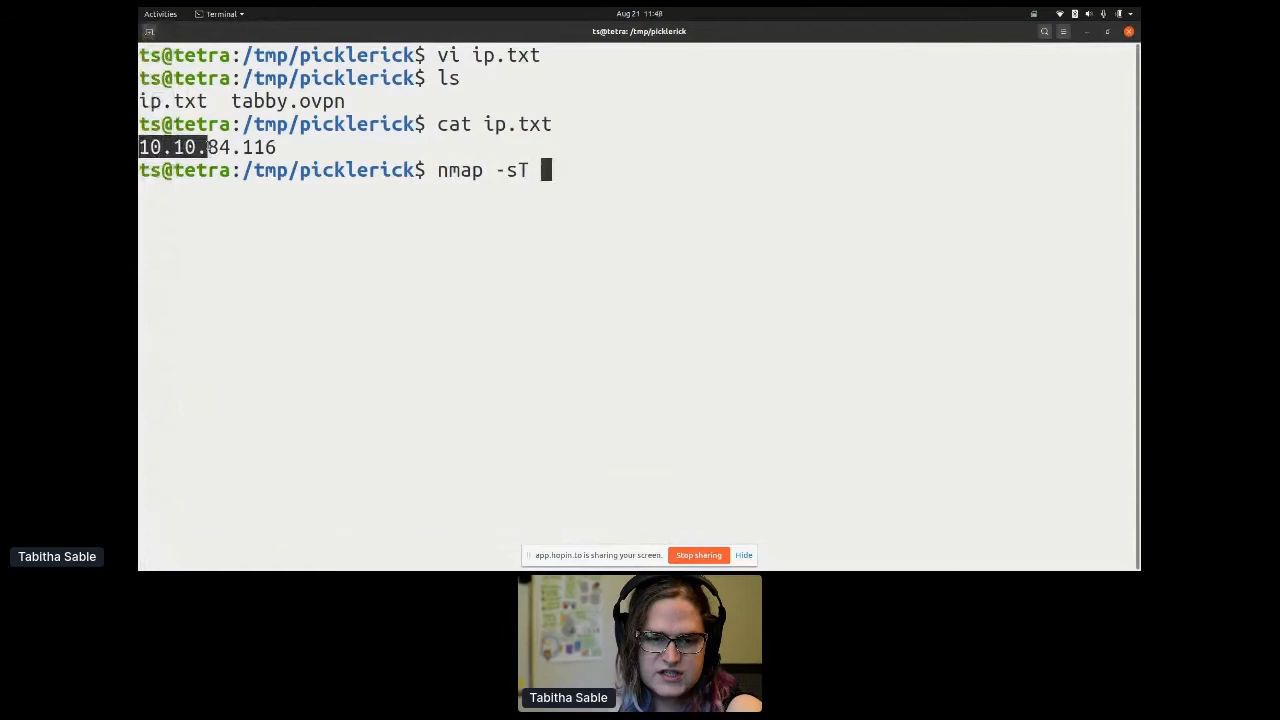 Activities Terminal Aug 21 11:48
ts@tetra: /tmp/picklerick
ts@tetra:/tmp/picklerick$ vi ip.txt
ts@tetra:/tmp/picklerick$ ls
ip.txt tabby.ovpn
ts@tetra:/tmp/picklerick$ cat ip.txt
10.10.84.116
ts@tetra:/tmp/picklerick$ nmap -sT
app.hopin.to is sharing your screen. Stop sharing Hide
Tabitha Sable
Tabitha Sable